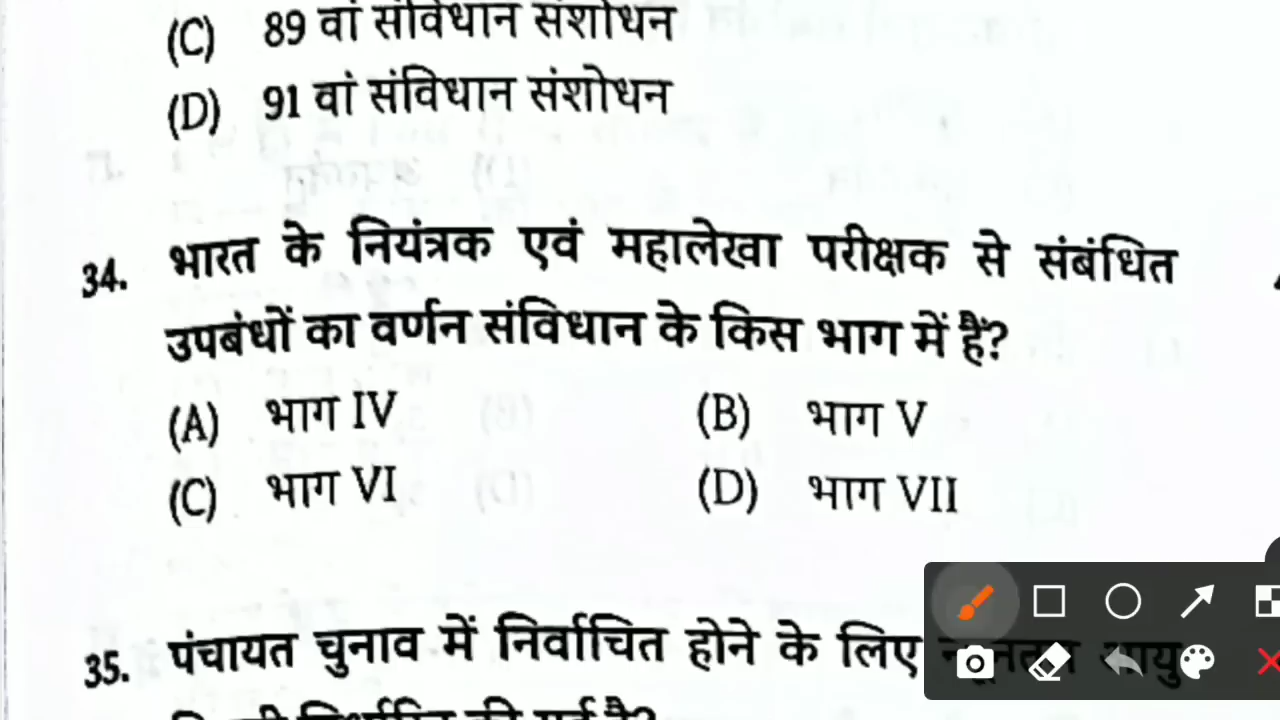 (C) 89 वां संविधान संशोधन
(D) 91 वां संविधान संशोधन
34. भारत के नियंत्रक एवं महालेखा परीक्षक से संबंधित
उपबंधों का वर्णन संविधान के किस भाग में हैं?
(A) भाग IV (B) भाग V
(C) भाग VI (D) भाग VII
35. पंचायत चुनाव में निर्वाचित होने के लिए आयु